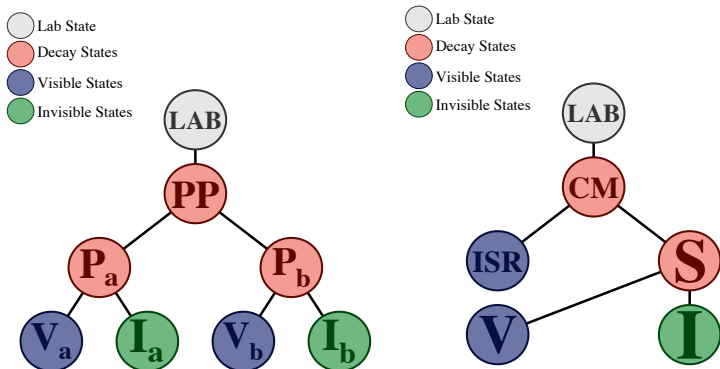 Lab State
Decay States
Visible States
Invisible States
LAB
PP
Pa
Pb
Va
Ia
Vb
Ib
Lab State
Decay States
Visible States
Invisible States
LAB
CM
ISR
S
V
I